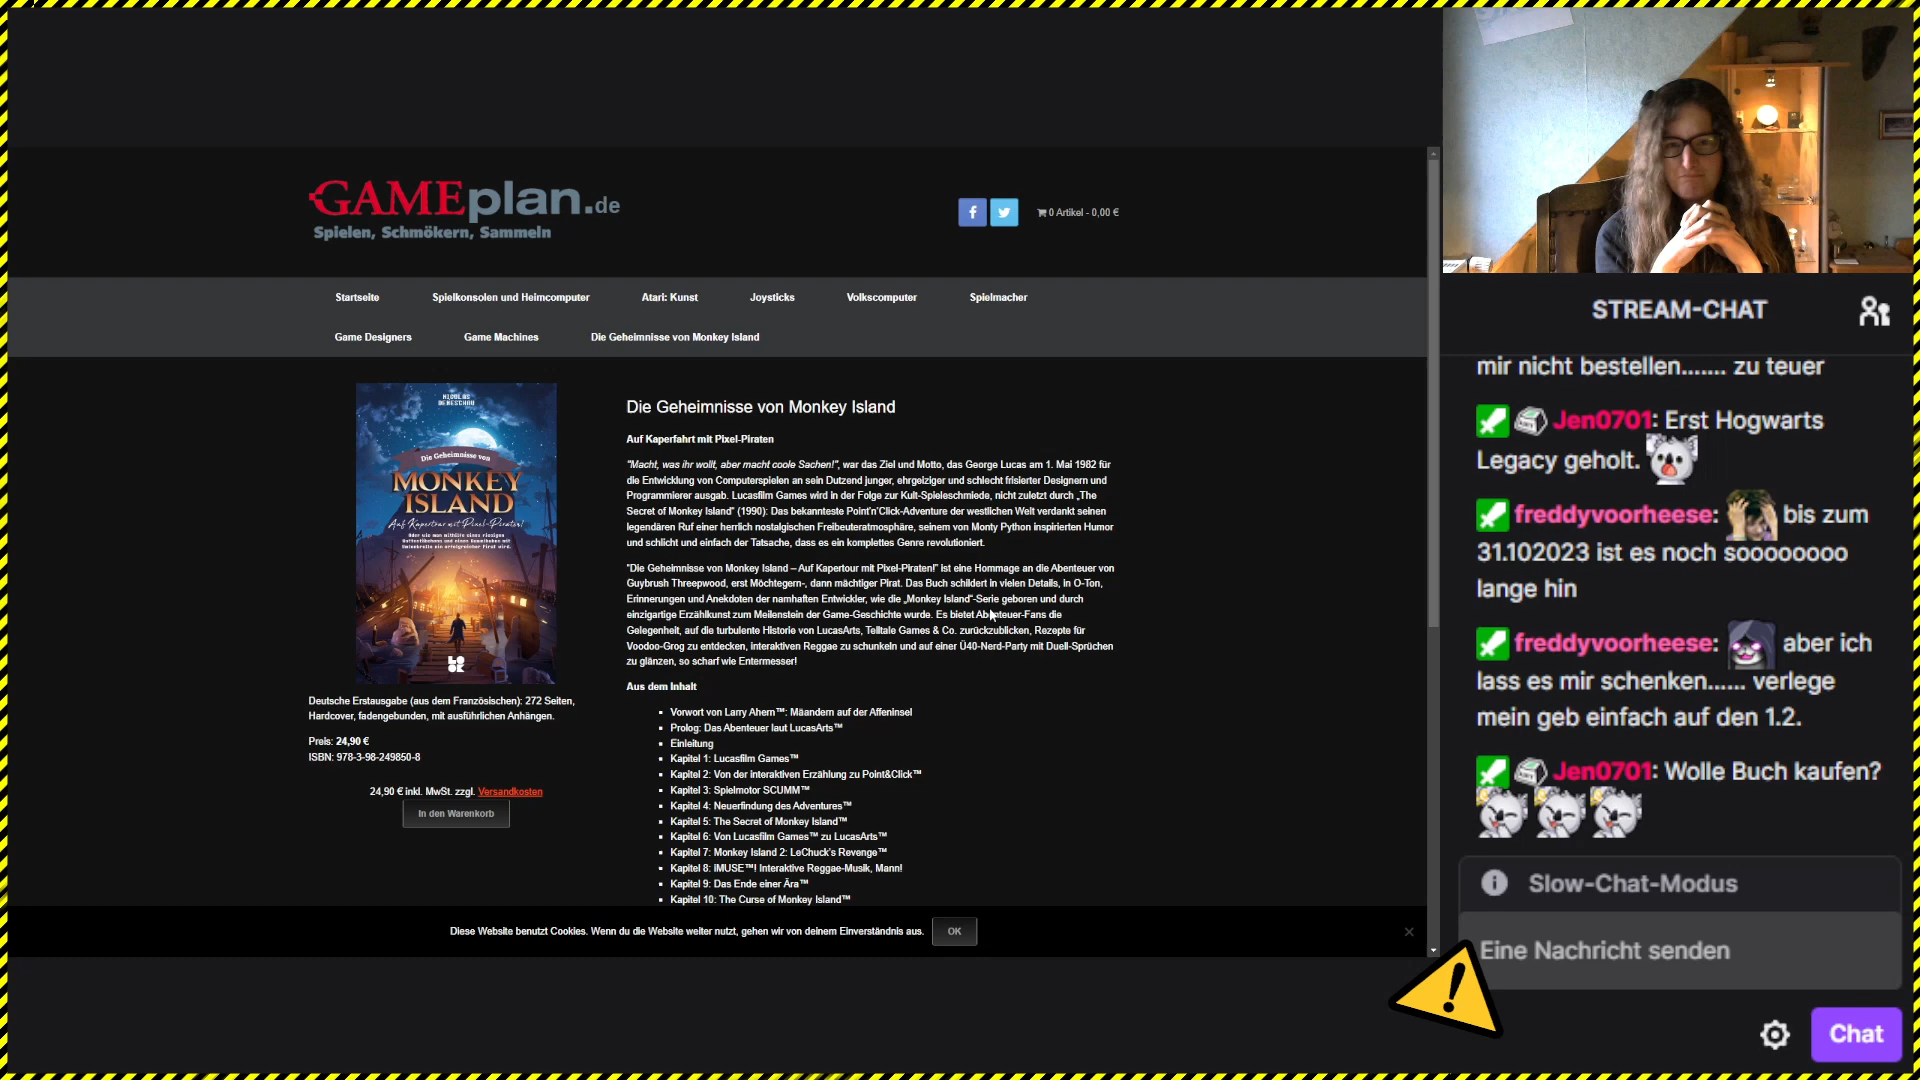 GAMEplan.de
Spielen, Schmökern, Sammeln
0 Artikel - 0,00 €
Startseite
Spielkonsolen und Heimcomputer
Atari: Kunst
Joysticks
Volkscomputer
Spielmacher
Game Designers
Game Machines
Die Geheimnisse von Monkey Island
NICOLAS
DENESCHAU
Die Geheimnisse von
MONKEY
ISLAND
Auf Kapertour mit Pixel-Piraten!
Deutsche Erstausgabe (aus dem Französischen): 272 Seiten,
Hardcover, fadengebunden, mit ausführlichen Anhängen.
Preis: 24,90 €
ISBN: 978-3-98-249850-8
24,90 € inkl. MwSt. zzgl. Versandkosten
In den Warenkorb
Die Geheimnisse von Monkey Island
Auf Kaperfahrt mit Pixel-Piraten
"Macht, was ihr wollt, aber macht coole Sachen!", war das Ziel und Motto, das George Lucas am 1. Mai 1982 für
die Entwicklung von Computerspielen an sein Dutzend junger, ehrgeiziger und schlecht frisierter Designern und
Programmierer ausgab. Lucasfilm Games wird in der Folge zur Kult-Spieleschmiede, nicht zuletzt durch „The
Secret of Monkey Island“ (1990): Das bekannteste Point'n'Click-Adventure der westlichen Welt verdankt seinen
legendären Ruf einer herrlich nostalgischen Freibeuteratmosphäre, seinem von Monty Python inspirierten Humor
und schlicht und einfach der Tatsache, dass es ein komplettes Genre revolutioniert.
"Die Geheimnisse von Monkey Island – Auf Kapertour mit Pixel-Piraten!" ist eine Hommage an die Abenteuer von
Guybrush Threepwood, erst Möchtegern-, dann mächtiger Pirat. Das Buch schildert in vielen Details, in O-Ton,
Erinnerungen und Anekdoten der namhaften Entwickler, wie die „Monkey Island“-Serie geboren und durch
einzigartige Erzählkunst zum Meilenstein der Game-Geschichte wurde. Es bietet Abenteuer-Fans die
Gelegenheit, auf die turbulente Historie von LucasArts, Telltale Games & Co. zurückzublicken, Rezepte für
Voodoo-Grog zu entdecken, interaktiven Reggae zu schunkeln und auf einer Ü40-Nerd-Party mit Duell-Sprüchen
zu glänzen, so scharf wie Entermesser!
Aus dem Inhalt
Vorwort von Larry Ahern™: Mäandern auf der Affeninsel
Prolog: Das Abenteuer laut LucasArts™
Einleitung
Kapitel 1: Lucasfilm Games™
Kapitel 2: Von der interaktiven Erzählung zu Point&Click™
Kapitel 3: Spielmotor SCUMM™
Kapitel 4: Neuerfindung des Adventures™
Kapitel 5: The Secret of Monkey Island™
Kapitel 6: Von Lucasfilm Games™ zu LucasArts™
Kapitel 7: Monkey Island 2: LeChuck's Revenge™
Kapitel 8: iMUSE™! Interaktive Reggae-Musik, Mann!
Kapitel 9: Das Ende einer Ära™
Kapitel 10: The Curse of Monkey Island™
Diese Website benutzt Cookies. Wenn du die Website weiter nutzt, gehen wir von deinem Einverständnis aus.
OK
STREAM-CHAT
mir nicht bestellen....... zu teuer
Jen0701: Erst Hogwarts
Legacy geholt.
freddyvoorheese: bis zum
31.102023 ist es noch soooooooo
lange hin
freddyvoorheese: aber ich
lass es mir schenken...... verlege
mein geb einfach auf den 1.2.
Jen0701: Wolle Buch kaufen?
Slow-Chat-Modus
Eine Nachricht senden
Chat